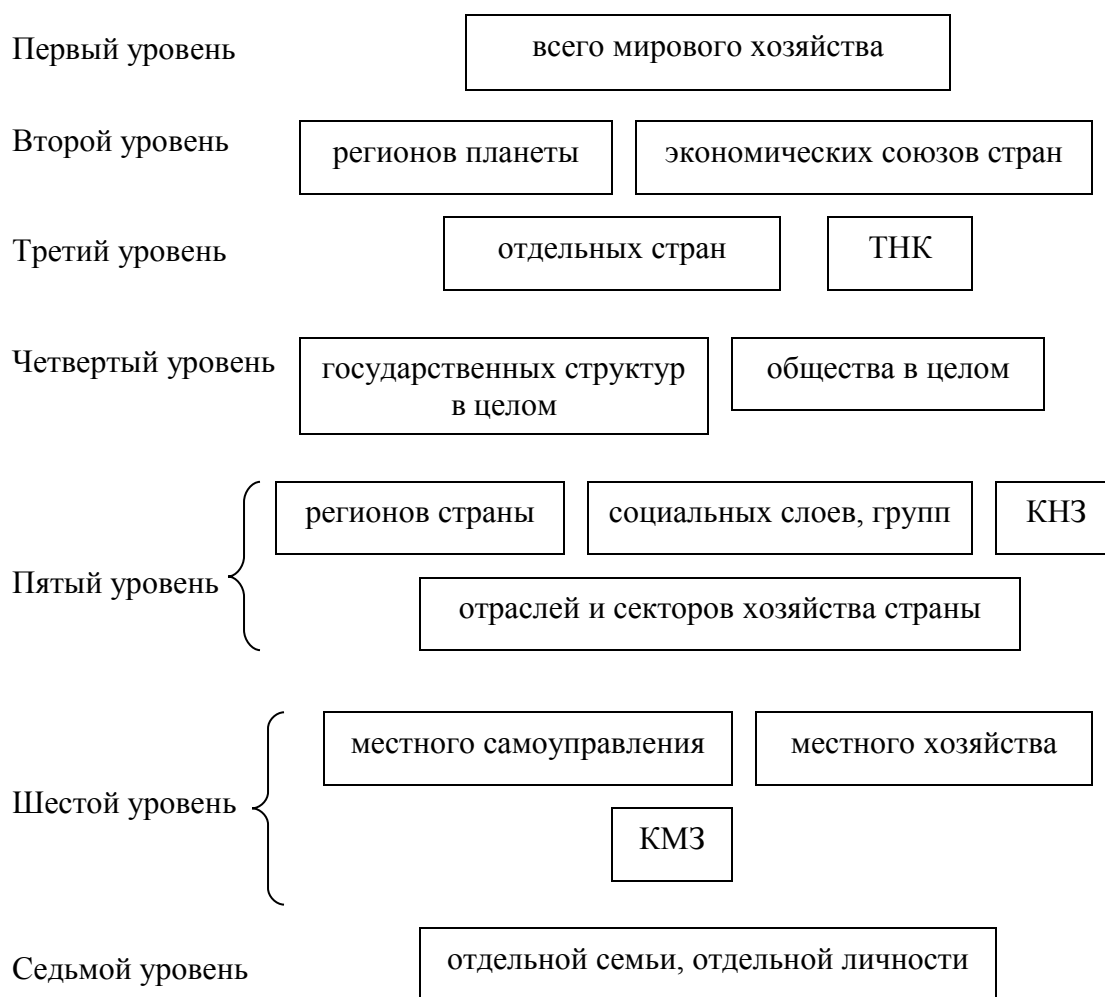 Первый уровень
всего мирового хозяйства
Второй уровень
регионов планеты
экономических союзов стран
Третий уровень
отдельных стран
ТНК
Четвертый уровень
государственных структур
в целом
общества в целом
Пятый уровень
регионов страны
социальных слоев, групп
КНЗ
отраслей и секторов хозяйства страны
Шестой уровень
местного самоуправления
местного хозяйства
КМЗ
Седьмой уровень
отдельной семьи, отдельной личности